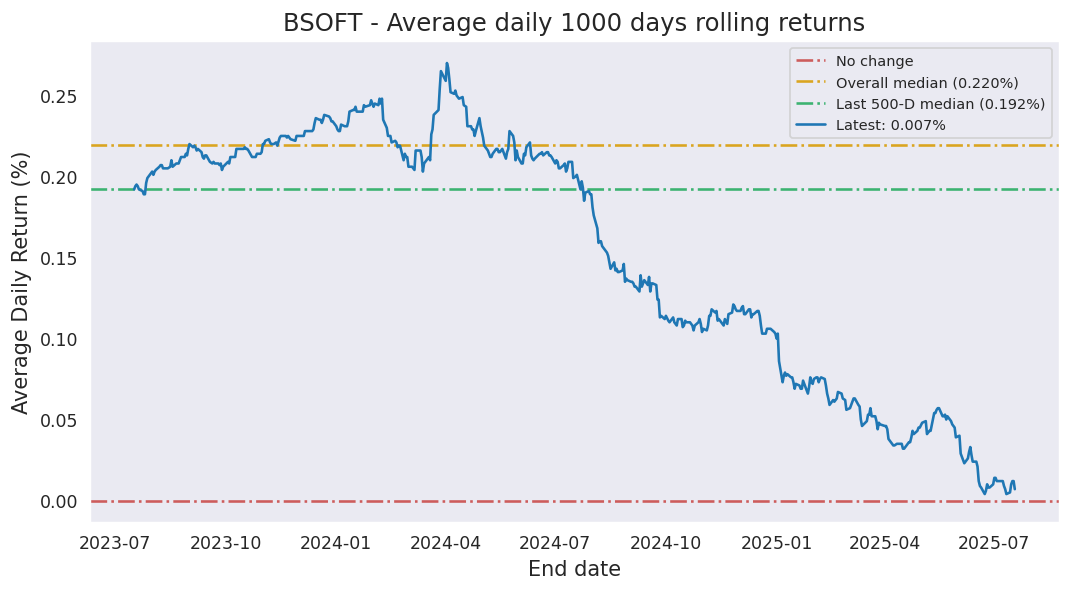 BSOFT - Average daily 1000 days rolling returns
No change
Overall median (0.220%)
Last 500-D median (0.192%)
Latest: 0.007%
Average Daily Return (%)
0.25
0.20
0.15
0.10
0.05
0.00
2023-07 2023-10 2024-01 2024-04 2024-07 2024-10 2025-01 2025-04 2025-07
End date